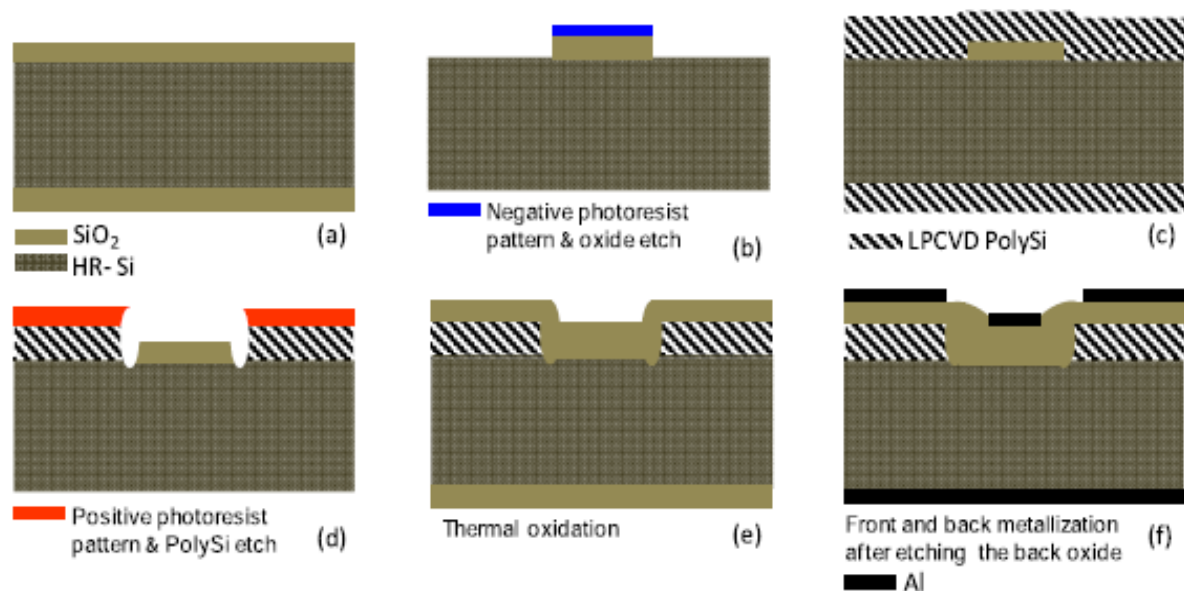 SiO₂
HR- Si
(a)
Negative photoresist
pattern & oxide etch
(b)
LPCVD PolySi
(c)
Positive photoresist
pattern & PolySi etch
(d)
Thermal oxidation
(e)
Front and back metallization
after etching the back oxide
Al
(f)